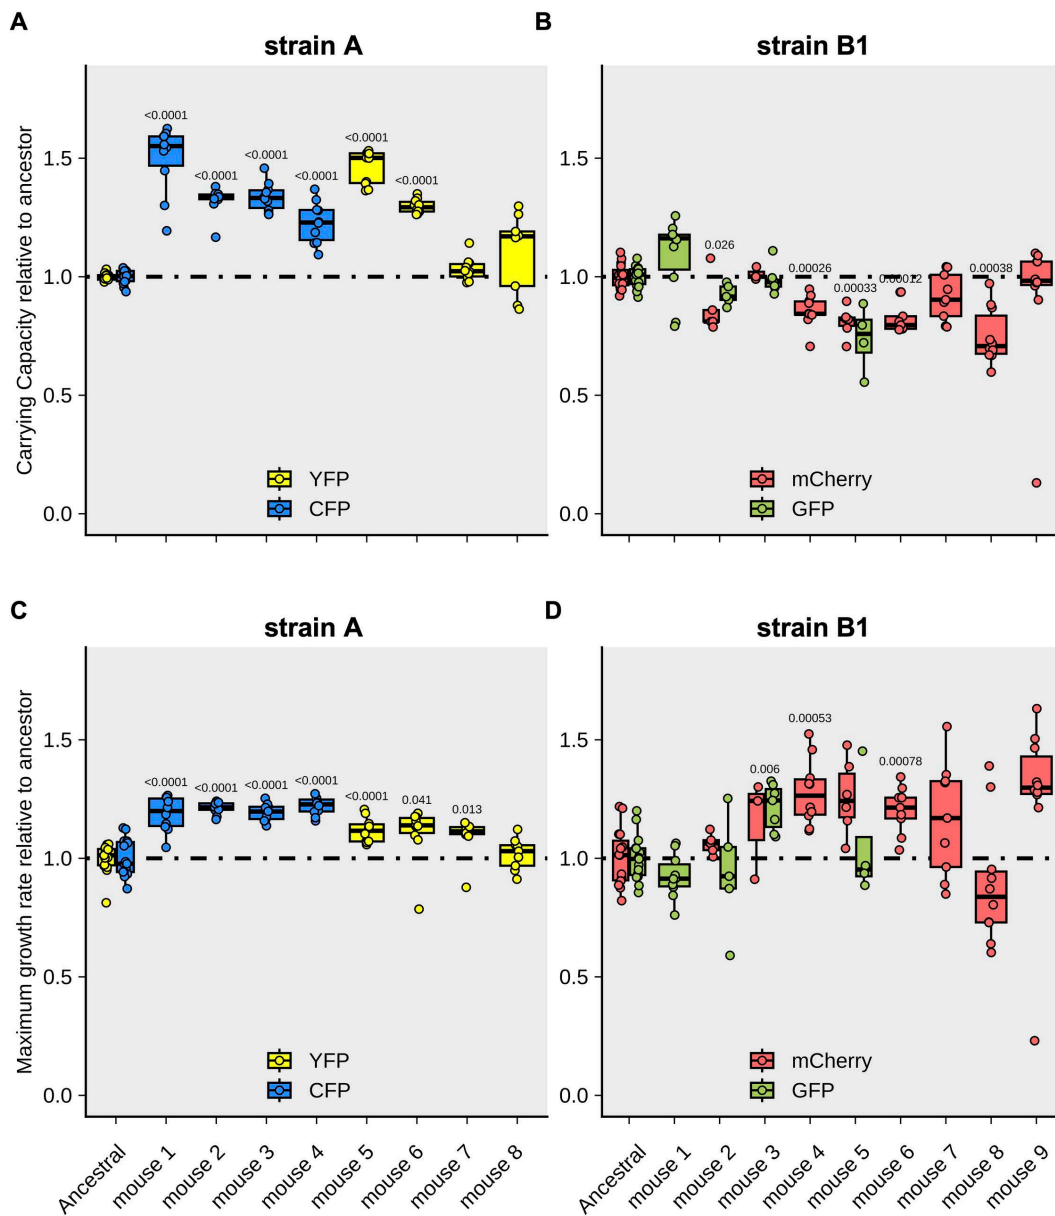 A
B
strain A
strain B1
Carrying Capacity relative to ancestor
1.5
1.0
0.5
0.0
<0.0001
<0.0001
<0.0001
<0.0001
<0.0001
<0.0001
YFP
CFP
1.5
1.0
0.5
0.0
0.026
0.00026
0.00033
0.00012
0.00038
mCherry
GFP
C
D
strain A
strain B1
Maximum growth rate relative to ancestor
1.5
1.0
0.5
0.0
<0.0001
<0.0001
<0.0001
<0.0001
<0.0001
0.041
0.013
YFP
CFP
Ancestral
mouse 1
mouse 2
mouse 3
mouse 4
mouse 5
mouse 6
mouse 7
mouse 8
1.5
1.0
0.5
0.0
0.006
0.00053
0.00078
mCherry
GFP
Ancestral
mouse 1
mouse 2
mouse 3
mouse 4
mouse 5
mouse 6
mouse 7
mouse 8
mouse 9